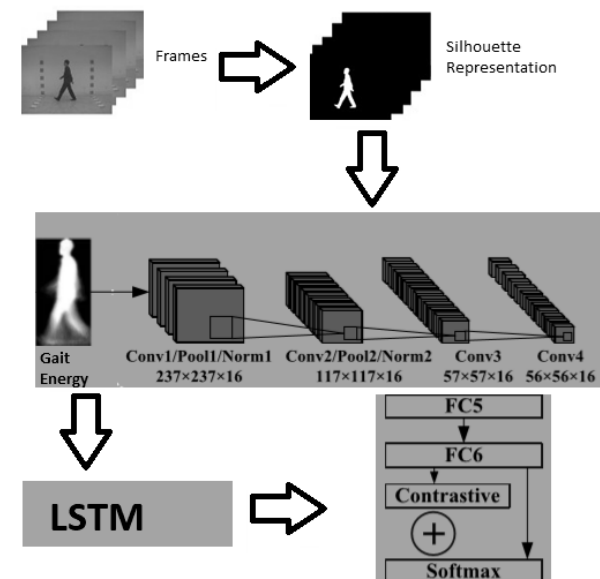 Frames
Silhouette
Representation
Gait
Energy
Conv1/Pool1/Norm1
237×237×16
Conv2/Pool2/Norm2
117×117×16
Conv3
57×57×16
Conv4
56×56×16
LSTM
FC5
FC6
Contrastive
+
Softmax